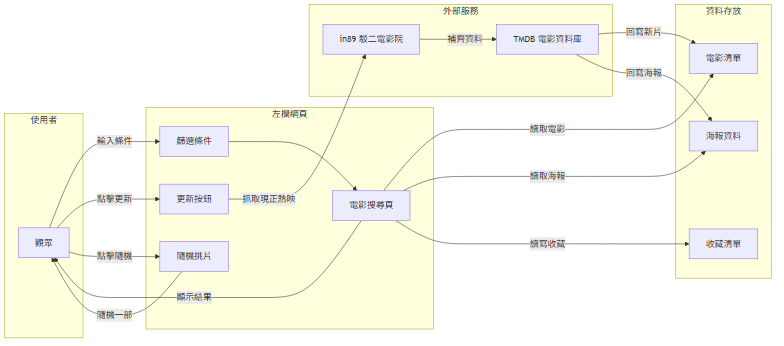 外部服務
資料存放
in89 駁二電影院
補齊資料
TMDB 電影資料庫
回寫新片
電影清單
回寫海報
使用者
左欄網頁
輸入條件
篩選條件
讀取電影
海報資料
點擊更新
更新按鈕
抓取現正熱映
電影搜尋頁
讀取海報
觀眾
點擊隨機
隨機挑片
讀寫收藏
收藏清單
顯示結果
隨機一部